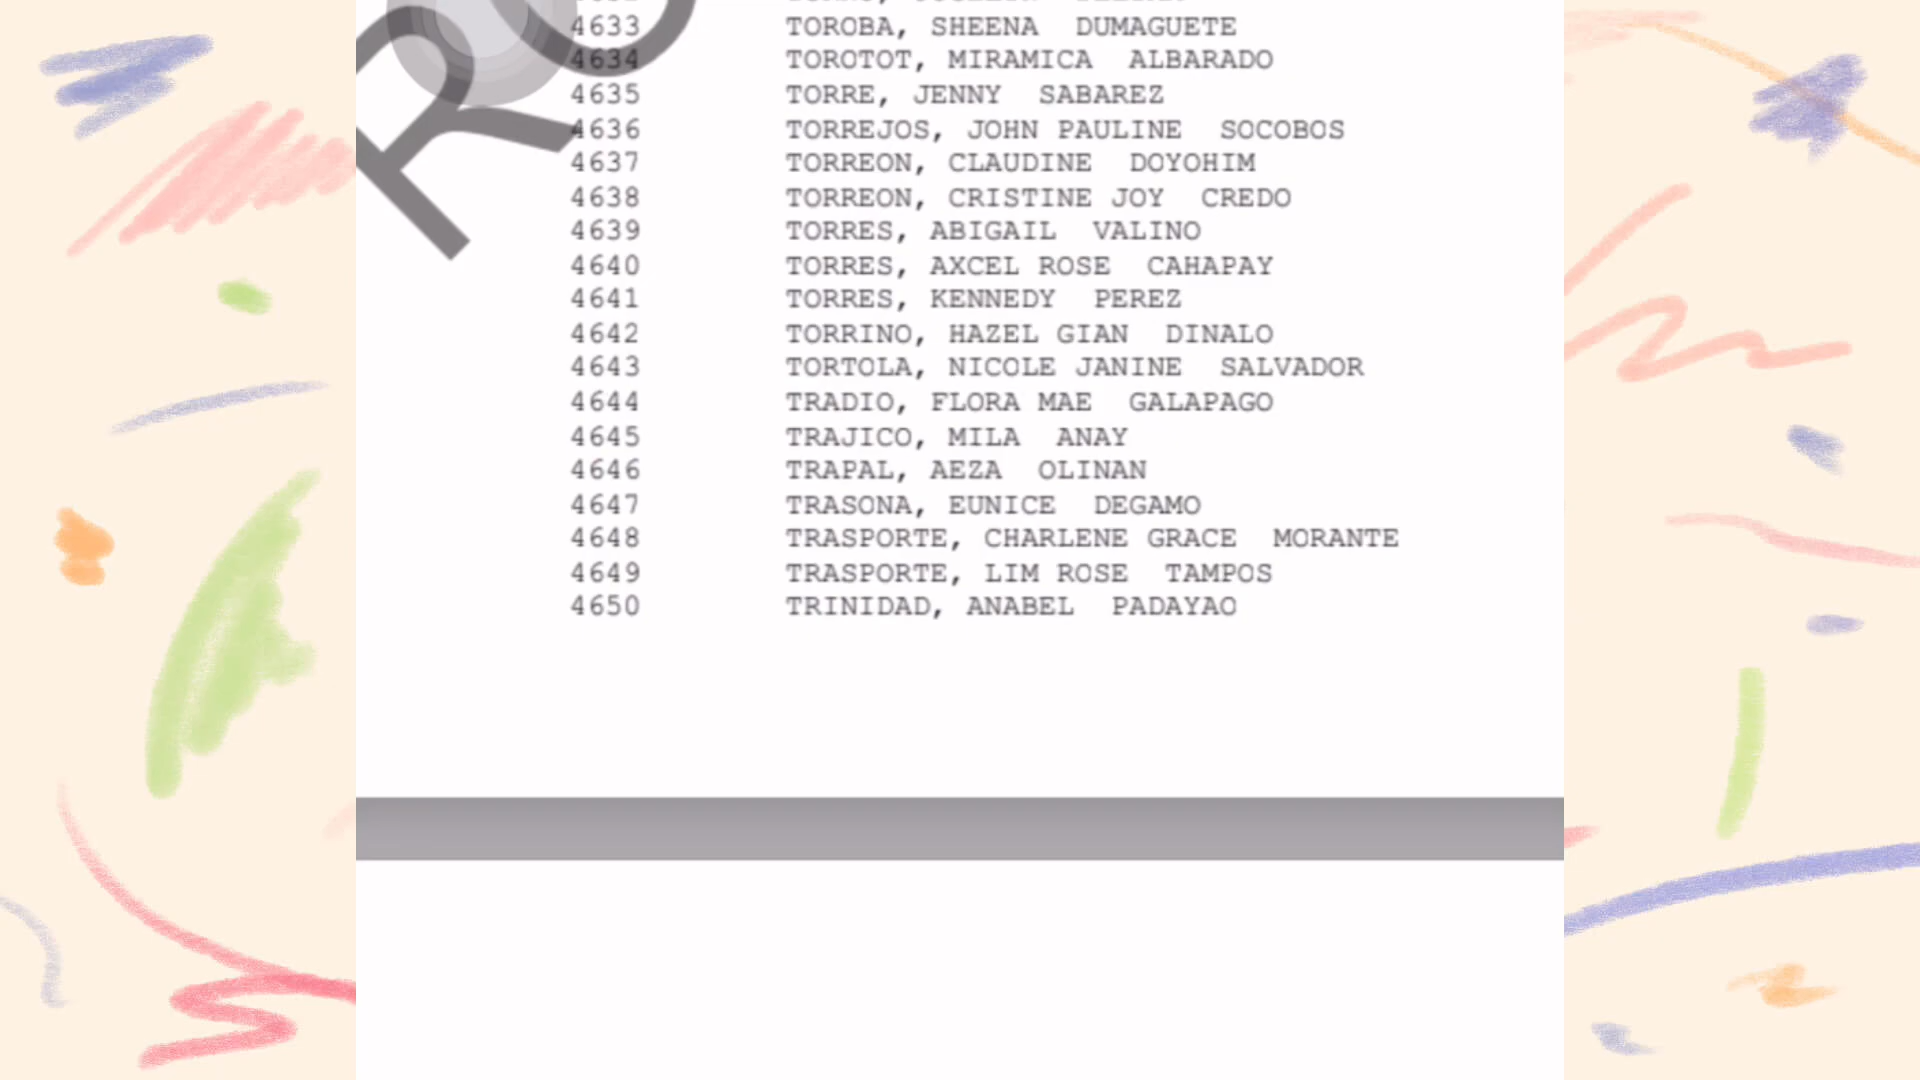 4633 TOROBA, SHEENA DUMAGUETE
4634 TOROTOT, MIRAMICA ALBARADO
4635 TORRE, JENNY SABAREZ
4636 TORREJOS, JOHN PAULINE SOCOBOS
4637 TORREON, CLAUDINE DOYOHIM
4638 TORREON, CRISTINE JOY CREDO
4639 TORRES, ABIGAIL VALINO
4640 TORRES, AXCEL ROSE CAHAPAY
4641 TORRES, KENNEDY PEREZ
4642 TORRINO, HAZEL GIAN DINALO
4643 TORTOLA, NICOLE JANINE SALVADOR
4644 TRADIO, FLORA MAE GALAPAGO
4645 TRAJICO, MILA ANAY
4646 TRAPAL, AEZA OLINAN
4647 TRASONA, EUNICE DEGAMO
4648 TRASPORTE, CHARLENE GRACE MORANTE
4649 TRASPORTE, LIM ROSE TAMPOS
4650 TRINIDAD, ANABEL PADAYAO